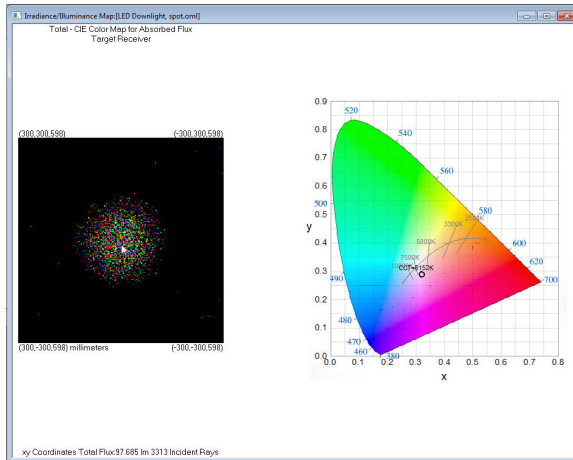 Irradiance/Illuminance Map:[LED Downlight, spot.oml]
Total - CIE Color Map for Absorbed Flux
Target Receiver
(300,300,598) (-300,300,598)
(300,-300,598) millimeters (-300,-300,598)
0.9
0.8
0.7
0.6
0.5
0.4
0.3
0.2
0.1
0.0
y
520
540
560
500
580
2500K
3300K
5000K
600
7500K
CCT=6152K
620
490
700
480
470
460
380
0.0 0.1 0.2 0.3 0.4 0.5 0.6 0.7 0.8
x
xy Coordinates Total Flux:97.685 lm 3313 Incident Rays